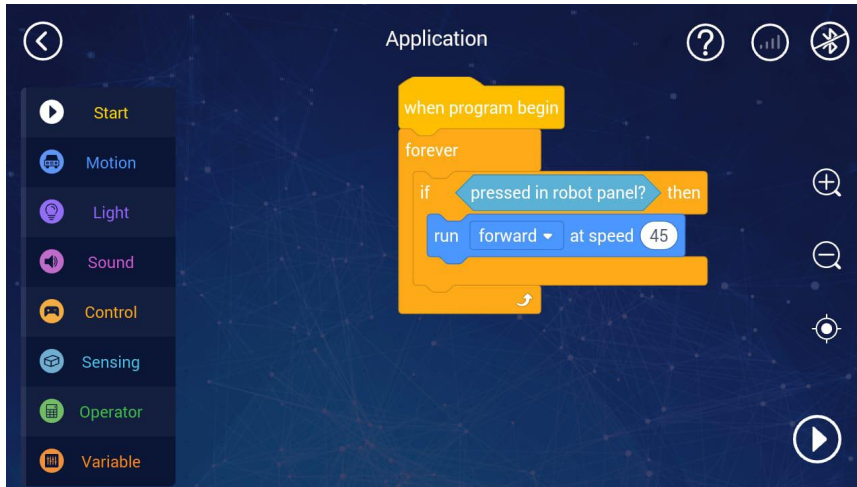 Application
Start
Motion
Light
Sound
Control
Sensing
Operator
Variable
when program begin
forever
if pressed in robot panel? then
run forward at speed 45